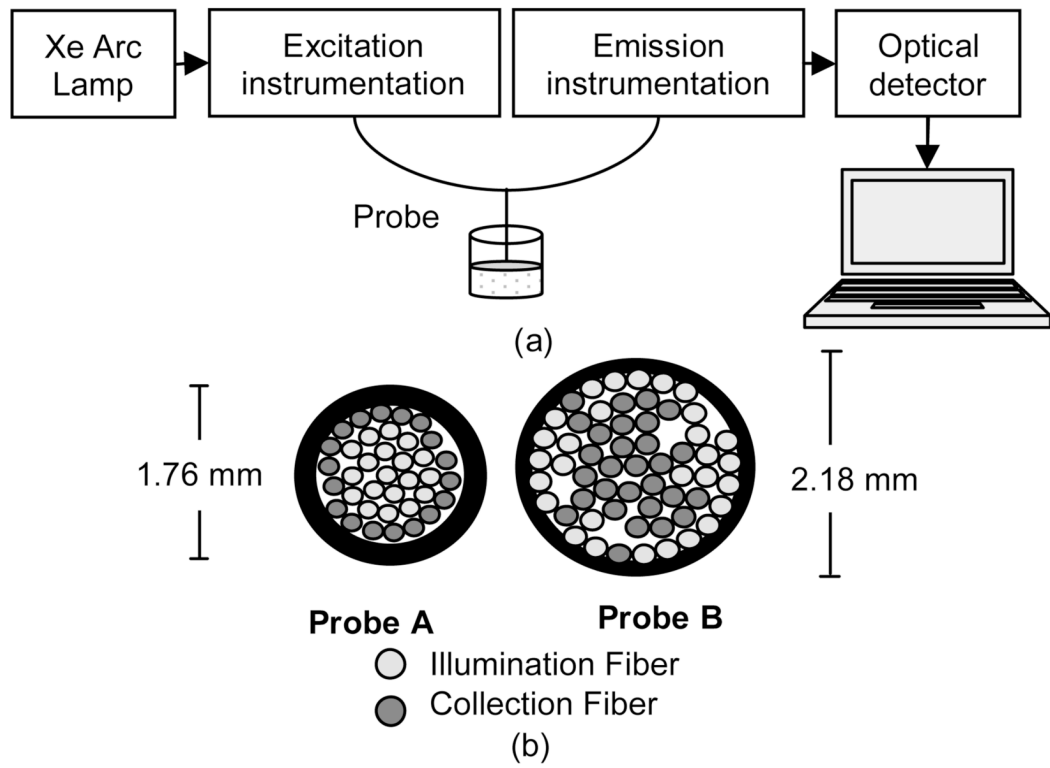 Xe Arc
Lamp
Excitation
instrumentation
Emission
instrumentation
Optical
detector
Probe
(a)
1.76 mm
2.18 mm
Probe A
Probe B
Illumination Fiber
Collection Fiber
(b)